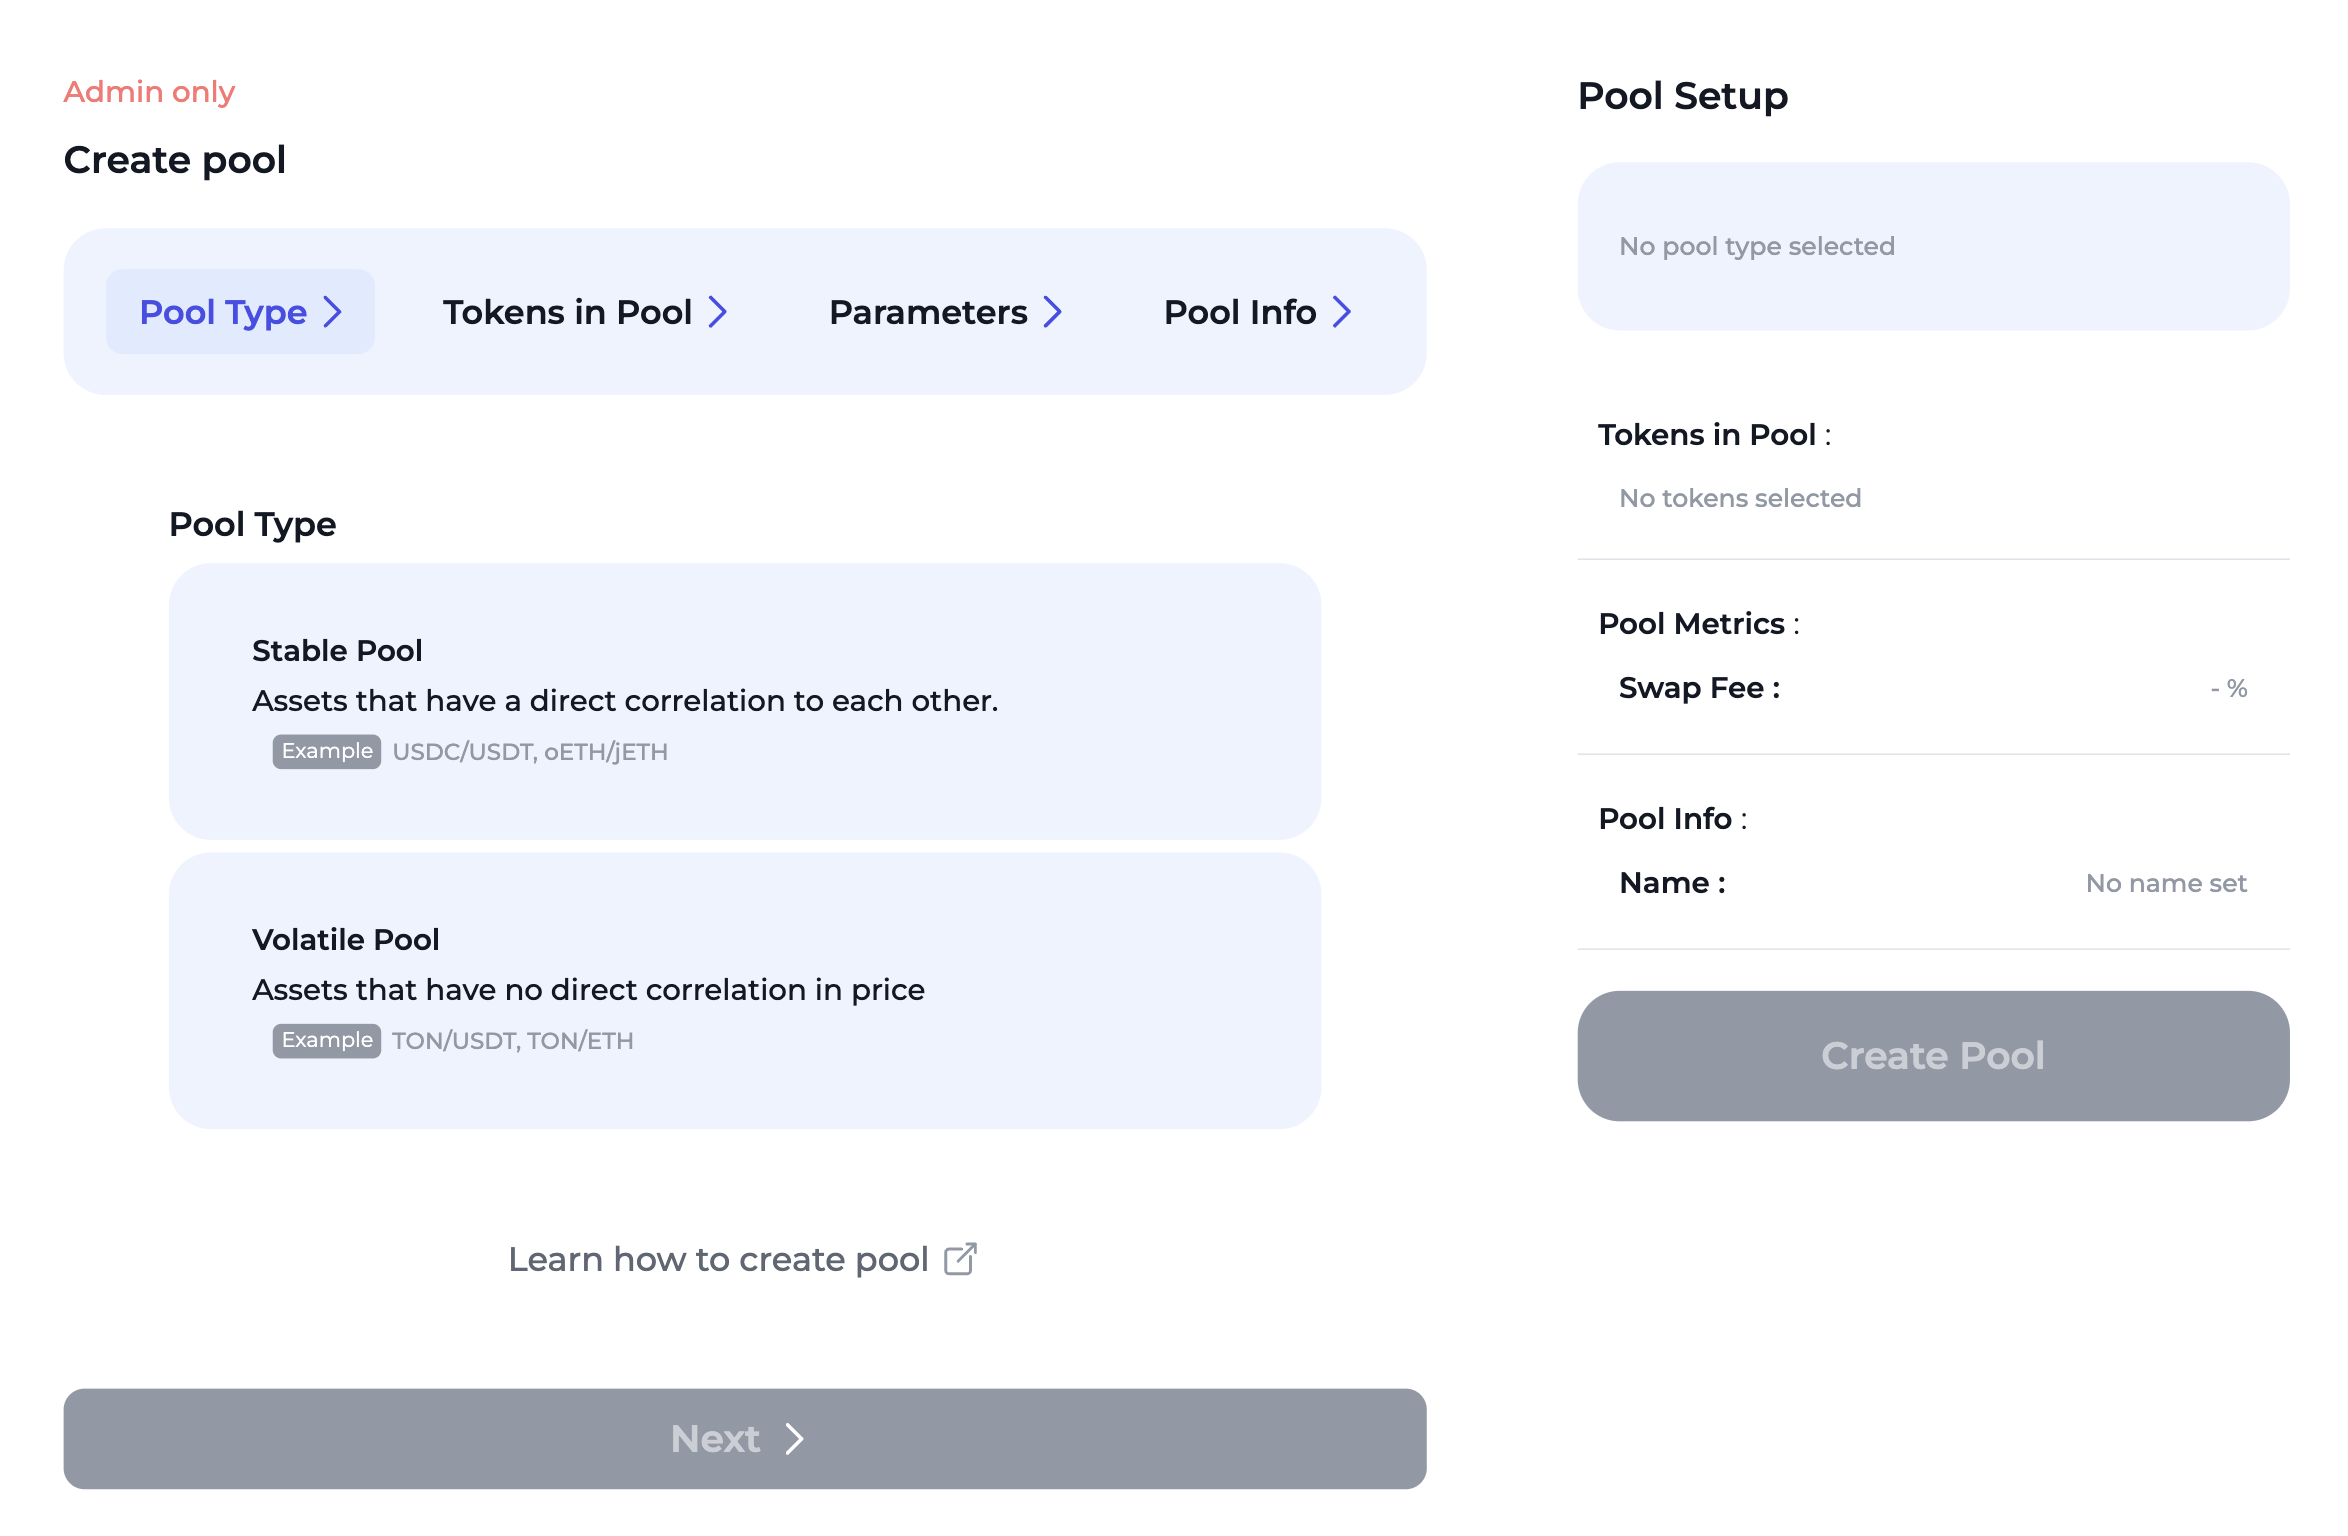 Admin only
Create pool
Pool Type
Tokens in Pool
Parameters
Pool Info
Pool Type
Stable Pool
Assets that have a direct correlation to each other.
Example USDC/USDT, oETH/jETH
Volatile Pool
Assets that have no direct correlation in price
Example TON/USDT, TON/ETH
Learn how to create pool
Next
Pool Setup
No pool type selected
Tokens in Pool :
No tokens selected
Pool Metrics :
Swap Fee : - %
Pool Info :
Name : No name set
Create Pool